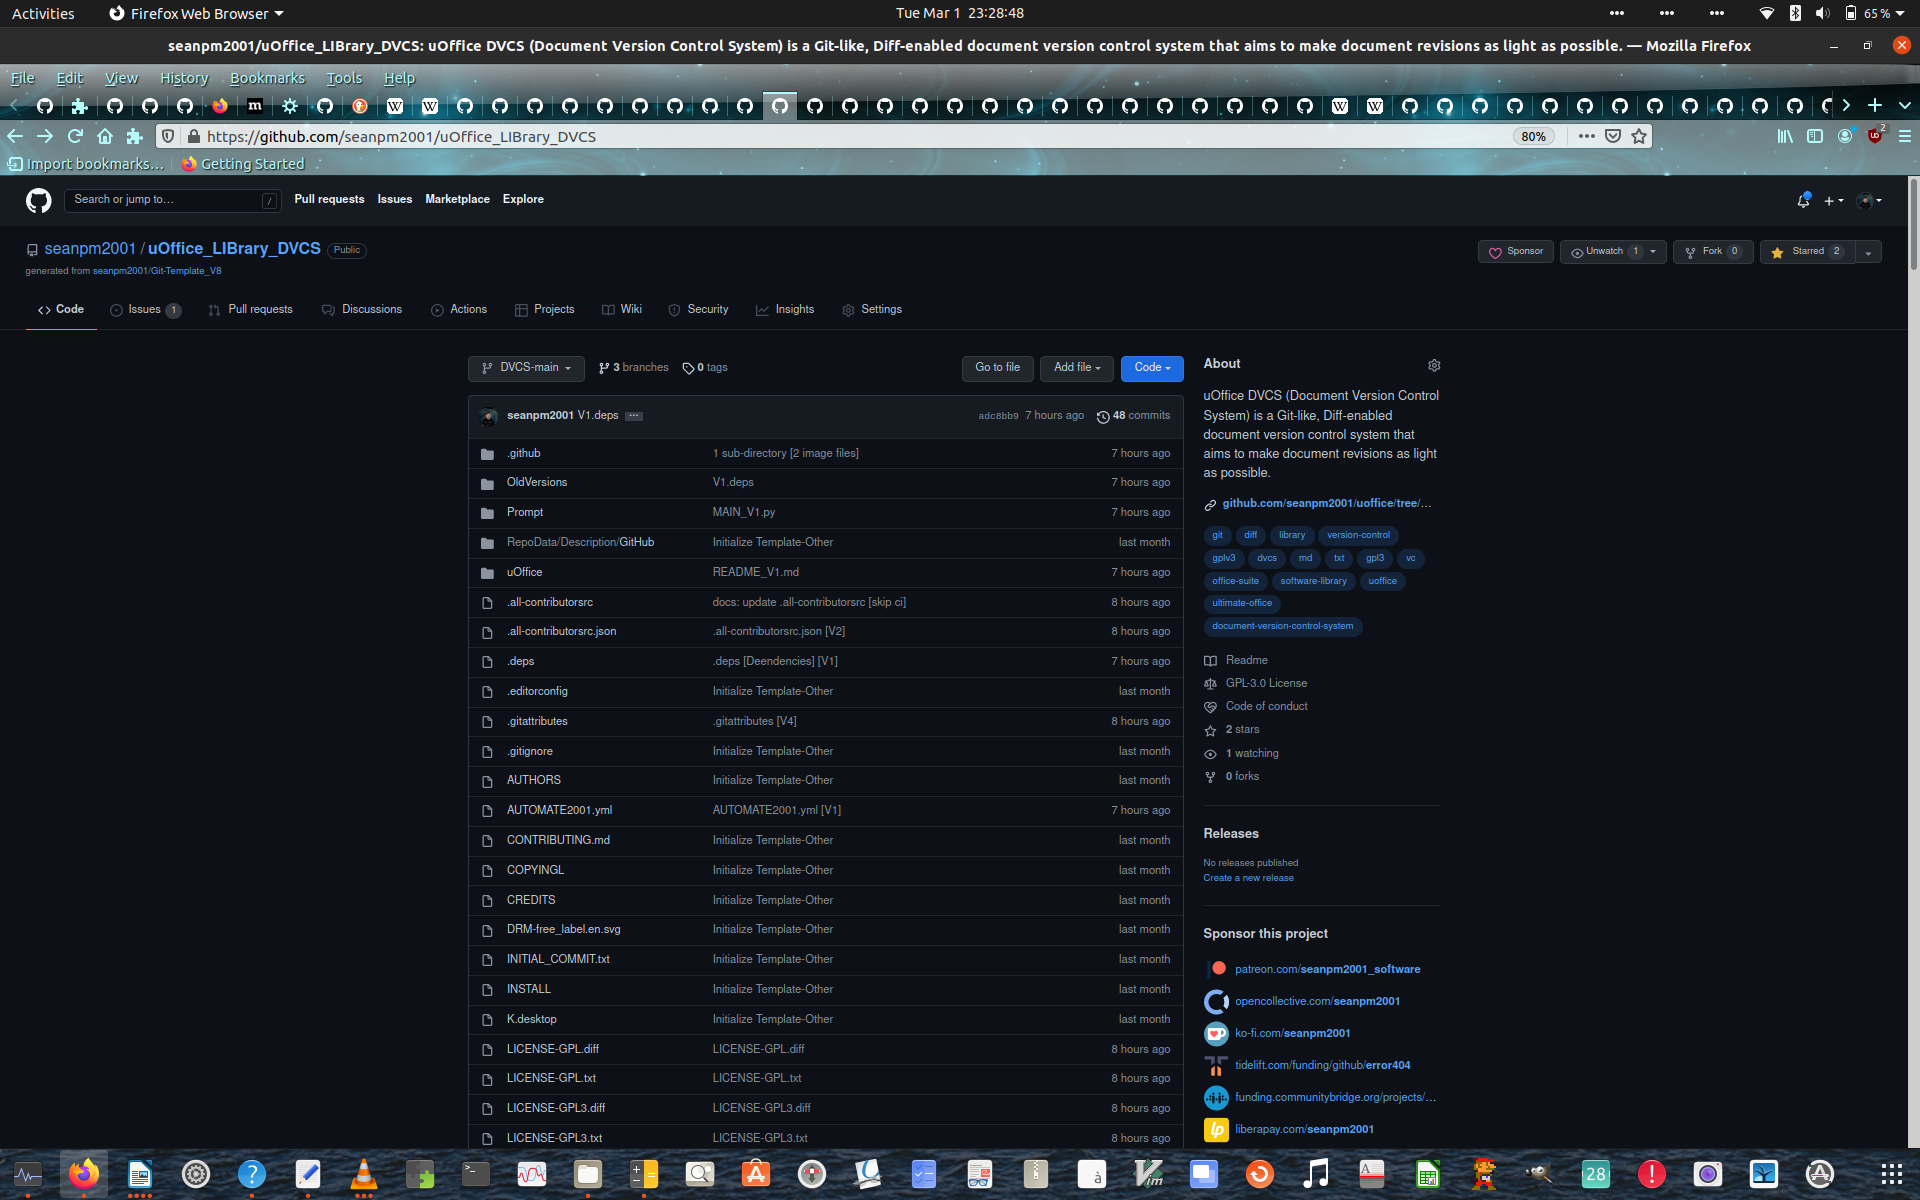 Activities
Firefox Web Browser
Tue Mar 1 23:28:48
65 %
seanpm2001/uOffice_LIBrary_DVCS: uOffice DVCS (Document Version Control System) is a Git-like, Diff-enabled document version control system that aims to make document revisions as light as possible. — Mozilla Firefox
File Edit View History Bookmarks Tools Help
https://github.com/seanpm2001/uOffice_LIBrary_DVCS
80%
2
Import bookmarks...
Getting Started
Search or jump to...
/
Pull requests Issues Marketplace Explore
seanpm2001 / uOffice_LIBrary_DVCS Public
Sponsor
Unwatch 1
Fork 0
Starred 2
generated from seanpm2001/Git-Template_V8
Code
Issues 1
Pull requests
Discussions
Actions
Projects
Wiki
Security
Insights
Settings
DVCS-main
3 branches
0 tags
Go to file
Add file
Code
seanpm2001 V1.deps
adc8bb9 7 hours ago
48 commits
.github 1 sub-directory [2 image files] 7 hours ago
OldVersions V1.deps 7 hours ago
Prompt MAIN_V1.py 7 hours ago
RepoData/Description/GitHub Initialize Template-Other last month
uOffice README_V1.md 7 hours ago
.all-contributorsrc docs: update .all-contributorsrc [skip ci] 8 hours ago
.all-contributorsrc.json .all-contributorsrc.json [V2] 8 hours ago
.deps .deps [Deendencies] [V1] 7 hours ago
.editorconfig Initialize Template-Other last month
.gitattributes .gitattributes [V4] 8 hours ago
.gitignore Initialize Template-Other last month
AUTHORS Initialize Template-Other last month
AUTOMATE2001.yml AUTOMATE2001.yml [V1] 7 hours ago
CONTRIBUTING.md Initialize Template-Other last month
COPYINGL Initialize Template-Other last month
CREDITS Initialize Template-Other last month
DRM-free_label.en.svg Initialize Template-Other last month
INITIAL_COMMIT.txt Initialize Template-Other last month
INSTALL Initialize Template-Other last month
K.desktop Initialize Template-Other last month
LICENSE-GPL.diff LICENSE-GPL.diff 8 hours ago
LICENSE-GPL.txt LICENSE-GPL.txt 8 hours ago
LICENSE-GPL3.diff LICENSE-GPL3.diff 8 hours ago
LICENSE-GPL3.txt LICENSE-GPL3.txt 8 hours ago
About
uOffice DVCS (Document Version Control
System) is a Git-like, Diff-enabled
document version control system that
aims to make document revisions as light
as possible.
github.com/seanpm2001/uoffice/tree/...
git diff library version-control
gplv3 dvcs md txt gpl3 vc
office-suite software-library uoffice
ultimate-office
document-version-control-system
Readme
GPL-3.0 License
Code of conduct
2 stars
1 watching
0 forks
Releases
No releases published
Create a new release
Sponsor this project
patreon.com/seanpm2001_software
opencollective.com/seanpm2001
ko-fi.com/seanpm2001
tidelift.com/funding/github/error404
funding.communitybridge.org/projects/...
lp liberapay.com/seanpm2001
28